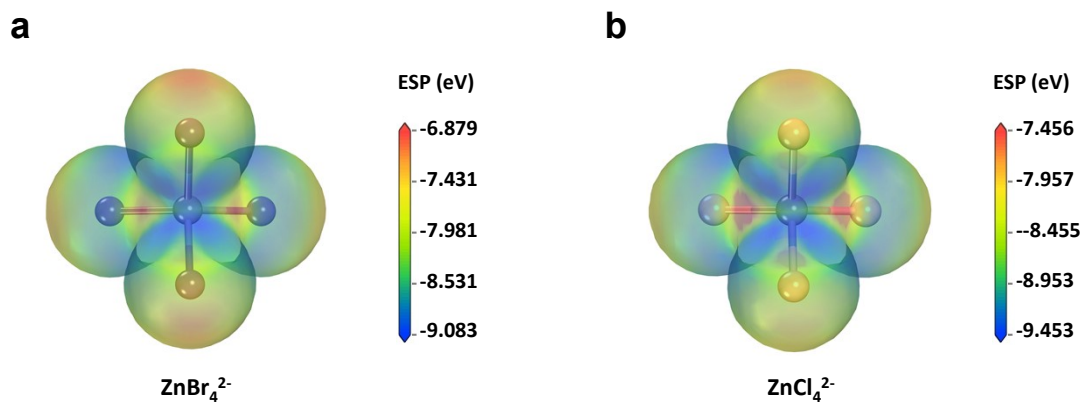 a
b
ESP (eV)
-6.879
-7.431
-7.981
-8.531
-9.083
ZnBr₄²⁻
ESP (eV)
-7.456
-7.957
--8.455
-8.953
-9.453
ZnCl₄²⁻